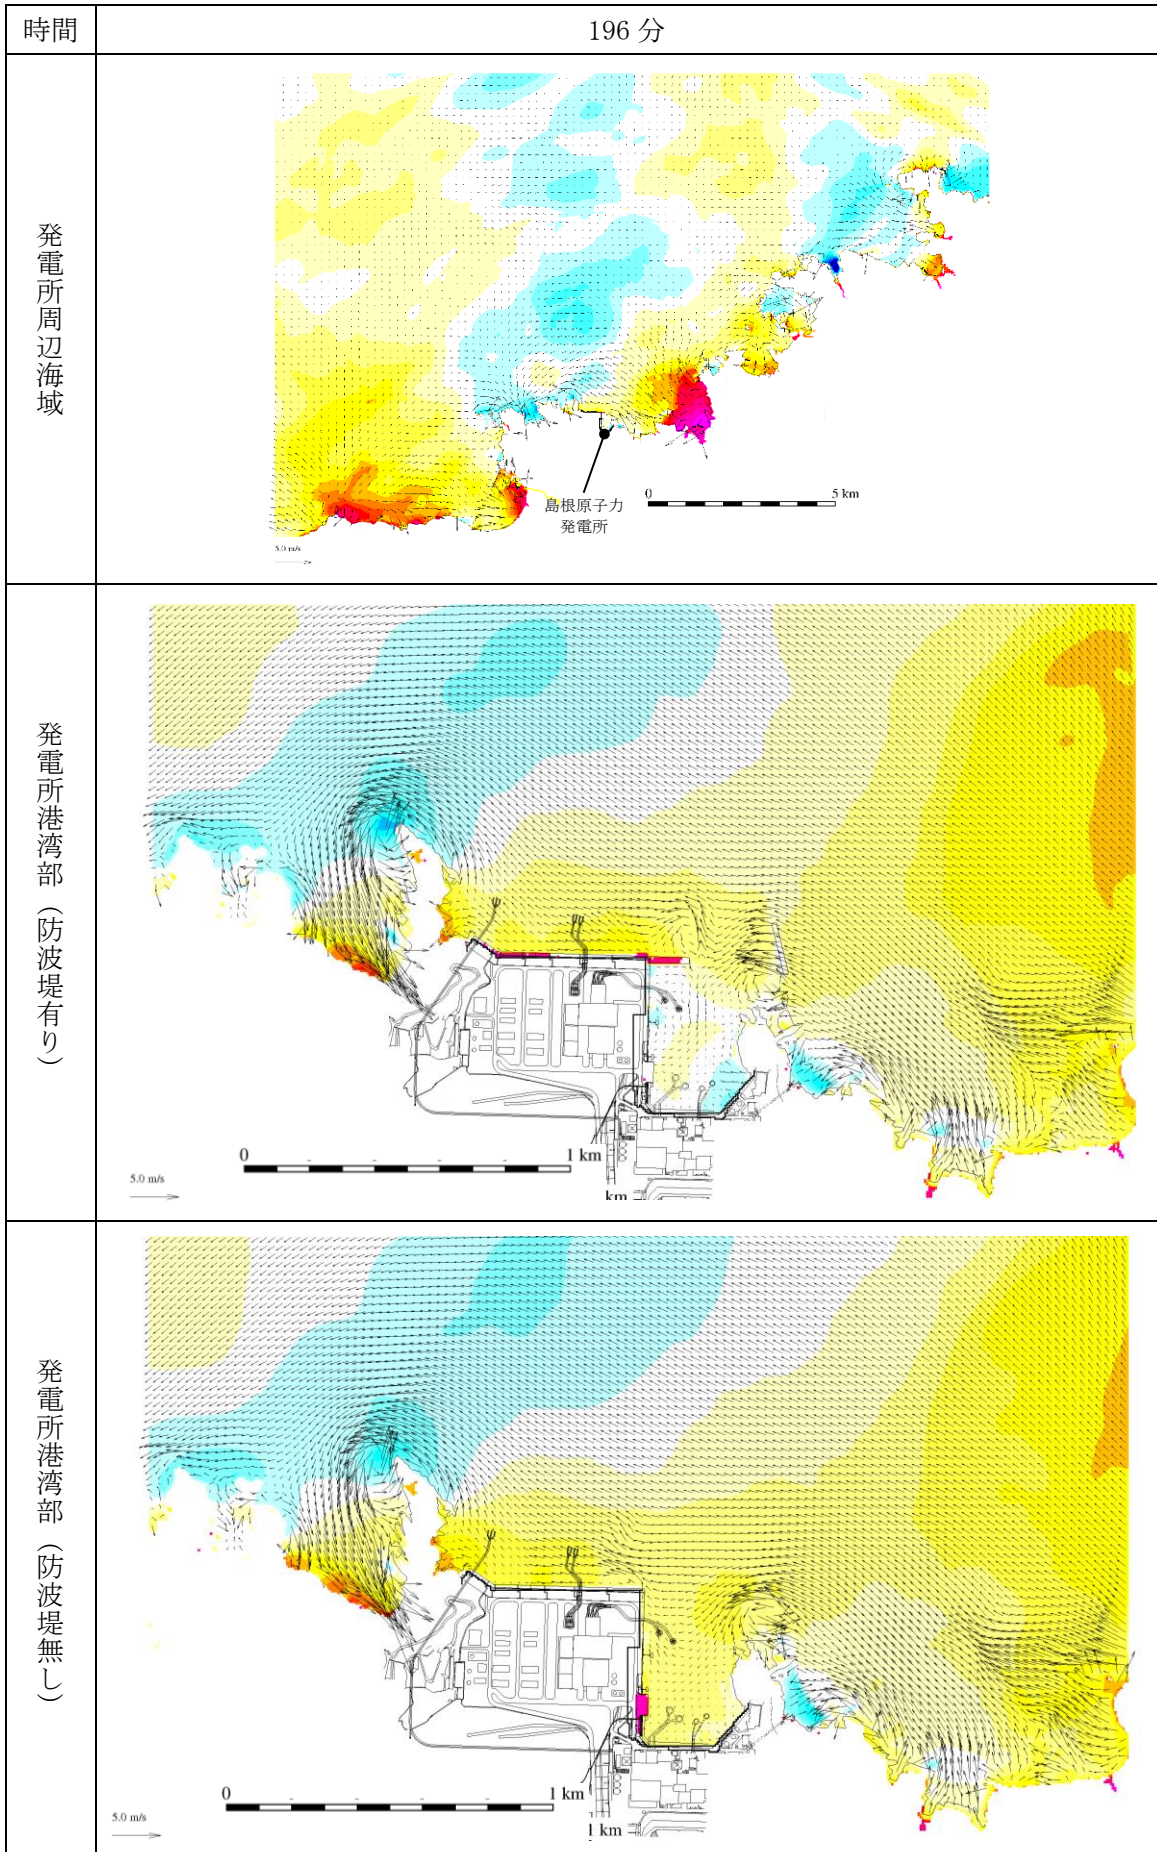 時間
196 分
発電所周辺海域
島根原子力
発電所
0
5 km
5.0 m/s
発電所港湾部（防波堤有り）
0
1 km
5.0 m/s
km
発電所港湾部（防波堤無し）
0
1 km
5.0 m/s
1 km